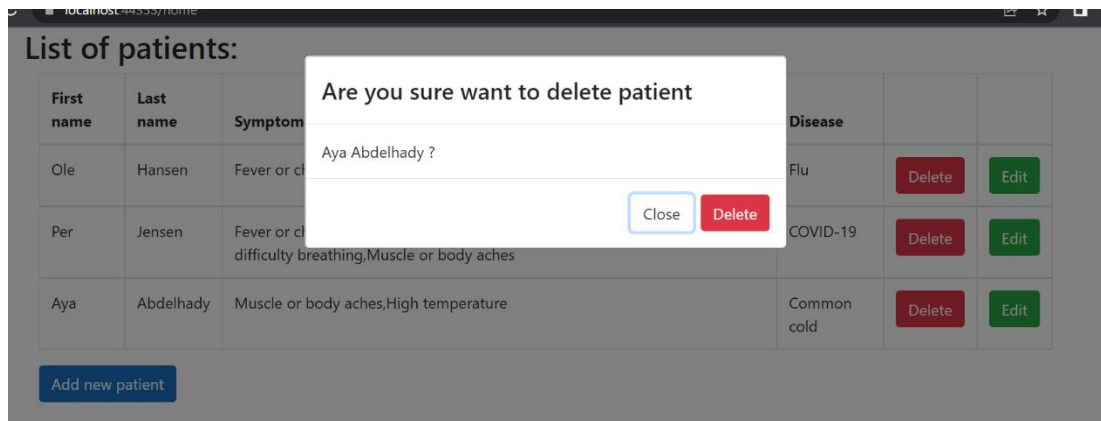 localhost:44353/home
List of patients:
Are you sure want to delete patient
Aya Abdelhady ?
Close Delete
First name Last name Disease
Ole Hansen Fever or Flu Delete Edit
Per Jensen Fever or COVID-19 Delete Edit
difficulty breathing,Muscle or body aches
Aya Abdelhady Muscle or body aches,High temperature Common cold Delete Edit
Add new patient